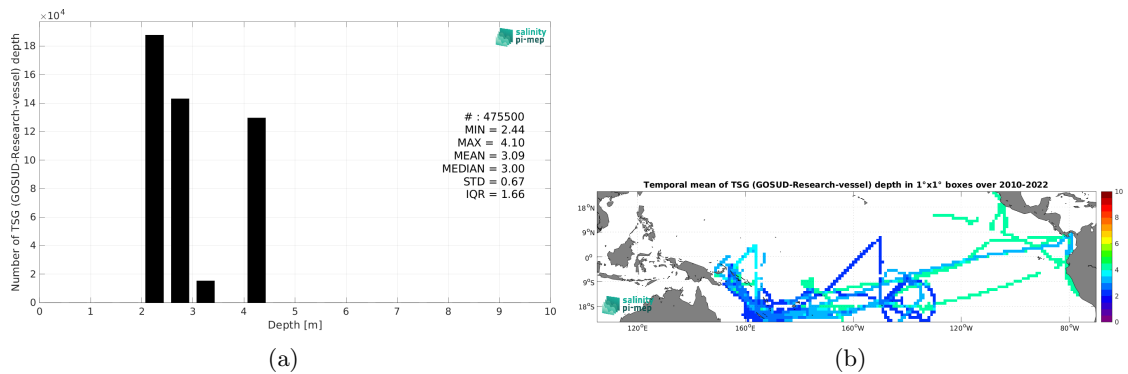 ×10⁴
18
16
14
12
10
8
6
4
2
0
Number of TSG (GOSUD-Research-vessel) depth
0 1 2 3 4 5 6 7 8 9 10
Depth [m]
salinity
pi-mep
# : 475500
MIN = 2.44
MAX = 4.10
MEAN = 3.09
MEDIAN = 3.00
STD = 0.67
IQR = 1.66
(a)
Temporal mean of TSG (GOSUD-Research-vessel) depth in 1°x1° boxes over 2010-2022
18°N
9°N
0°
9°S
18°S
120°E 160°E 160°W 120°W 80°W
salinity
pi-mep
10
8
6
4
2
0
(b)